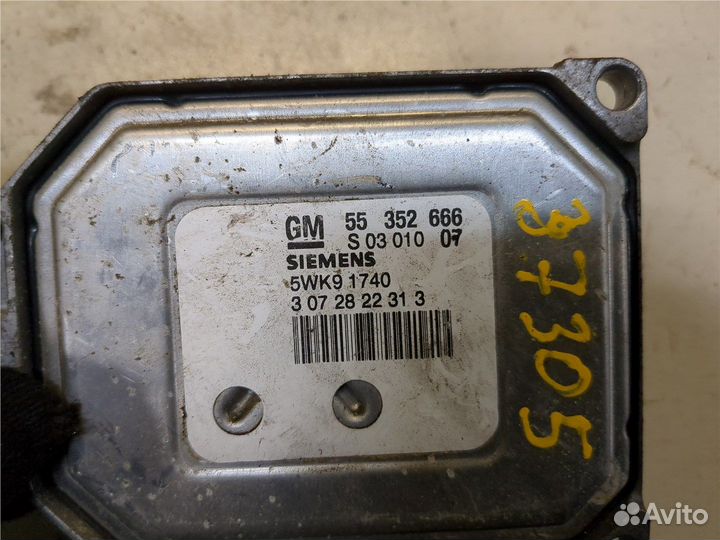 GM 55 352 666
S 03 010 07
SIEMENS
5WK9 1740
3 07 28 22 31 3
37305
Avito